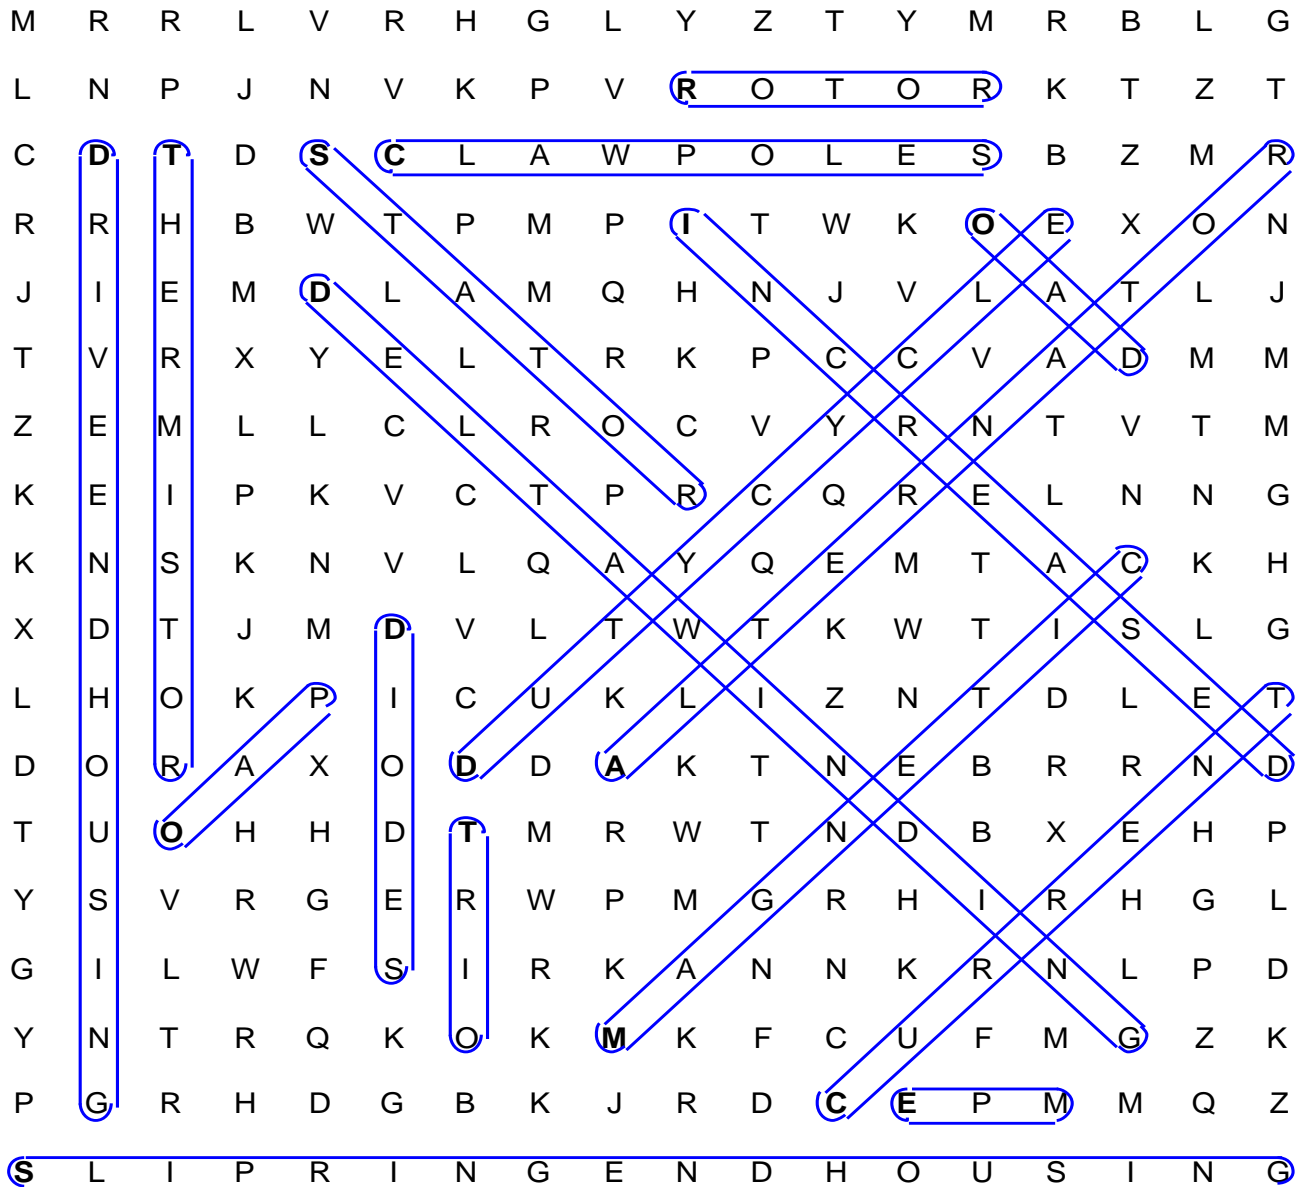 M R R L V R H G L Y Z T Y M R B L G
L N P J N V K P V R O T O R K T Z T
C D T D S C L A W P O L E S B Z M R
R R H B W T P M P I T W K O E X O N
J I E M D L A M Q H N J V L A T L J
T V R X Y E L T R K P C C V A D M M
Z E M L L C L R O C V Y R N T V T M
K E I P K V C T P R C Q R E L N N G
K N S K N V L Q A Y Q E M T A C K H
X D T J M D V L T W T K W T I S L G
L H O K P I C U K L I Z N T D L E T
D O R A X O D D A K T N E B R R N D
T U O H H D T M R W T N D B X E H P
Y S V R G E R W P M G R H I R H G L
G I L W F S I R K A N N K R N L P D
Y N T R Q K O K M K F C U F M G Z K
P G R H D G B K J R D C E P M M Q Z
S L I P R I N G E N D H O U S I N G